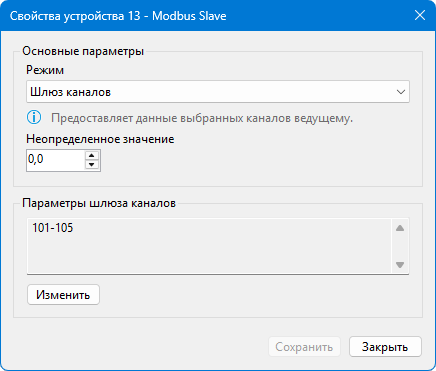 Свойства устройства 13 - Modbus Slave
Основные параметры
Режим
Шлюз каналов
Предоставляет данные выбранных каналов ведущему.
Неопределенное значение
0,0
Параметры шлюза каналов
101-105
Изменить
Сохранить
Закрыть